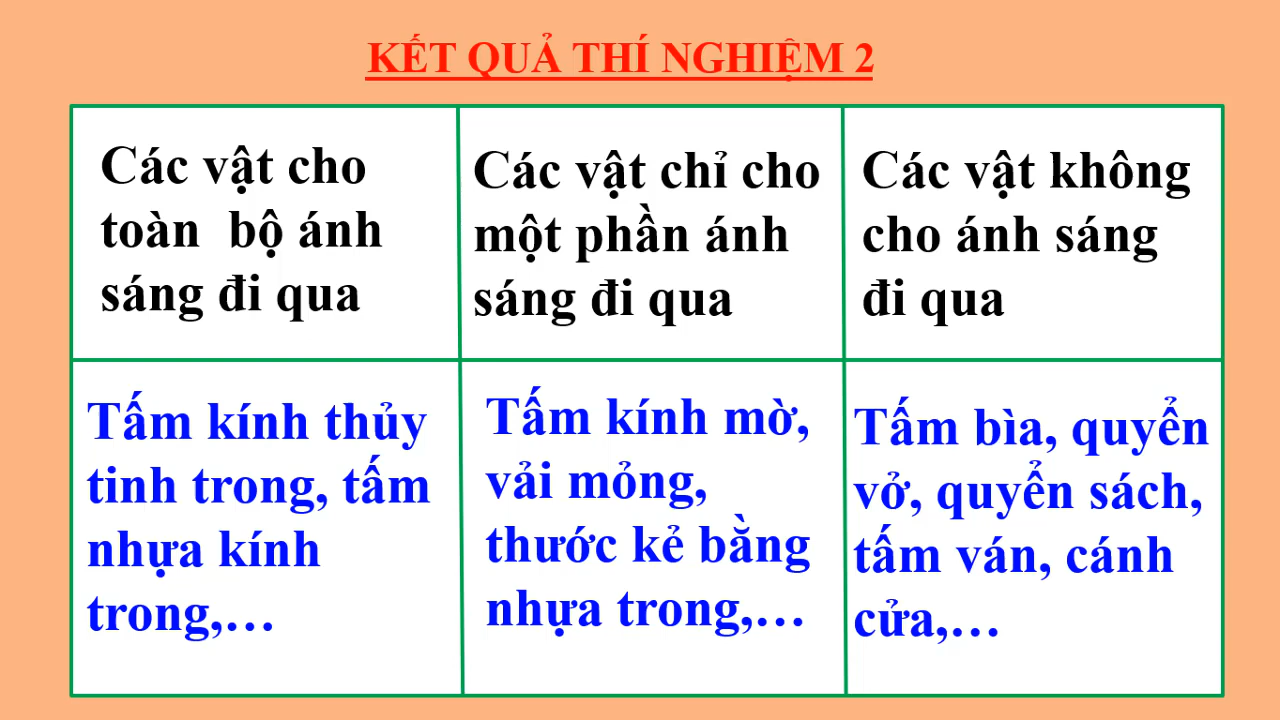 KẾT QUẢ THÍ NGHIỆM 2
Các vật cho
toàn bộ ánh
sáng đi qua
Các vật chỉ cho
một phần ánh
sáng đi qua
Các vật không
cho ánh sáng
đi qua
Tấm kính thủy
tinh trong, tấm
nhựa kính
trong,...
Tấm kính mờ,
vải mỏng,
thước kẻ bằng
nhựa trong,...
Tấm bìa, quyển
vở, quyển sách,
tấm ván, cánh
cửa,...